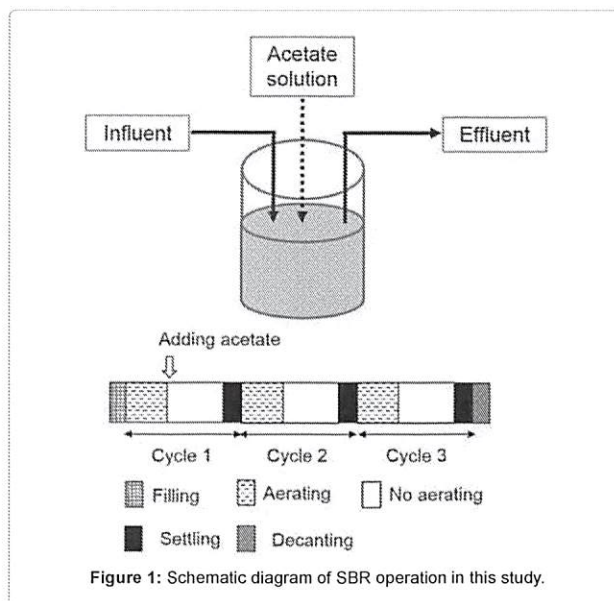 Acetate
solution
Influent
Effluent
Adding acetate
Cycle 1 Cycle 2 Cycle 3
Filling Aerating No aerating
Settling Decanting
Figure 1: Schematic diagram of SBR operation in this study.